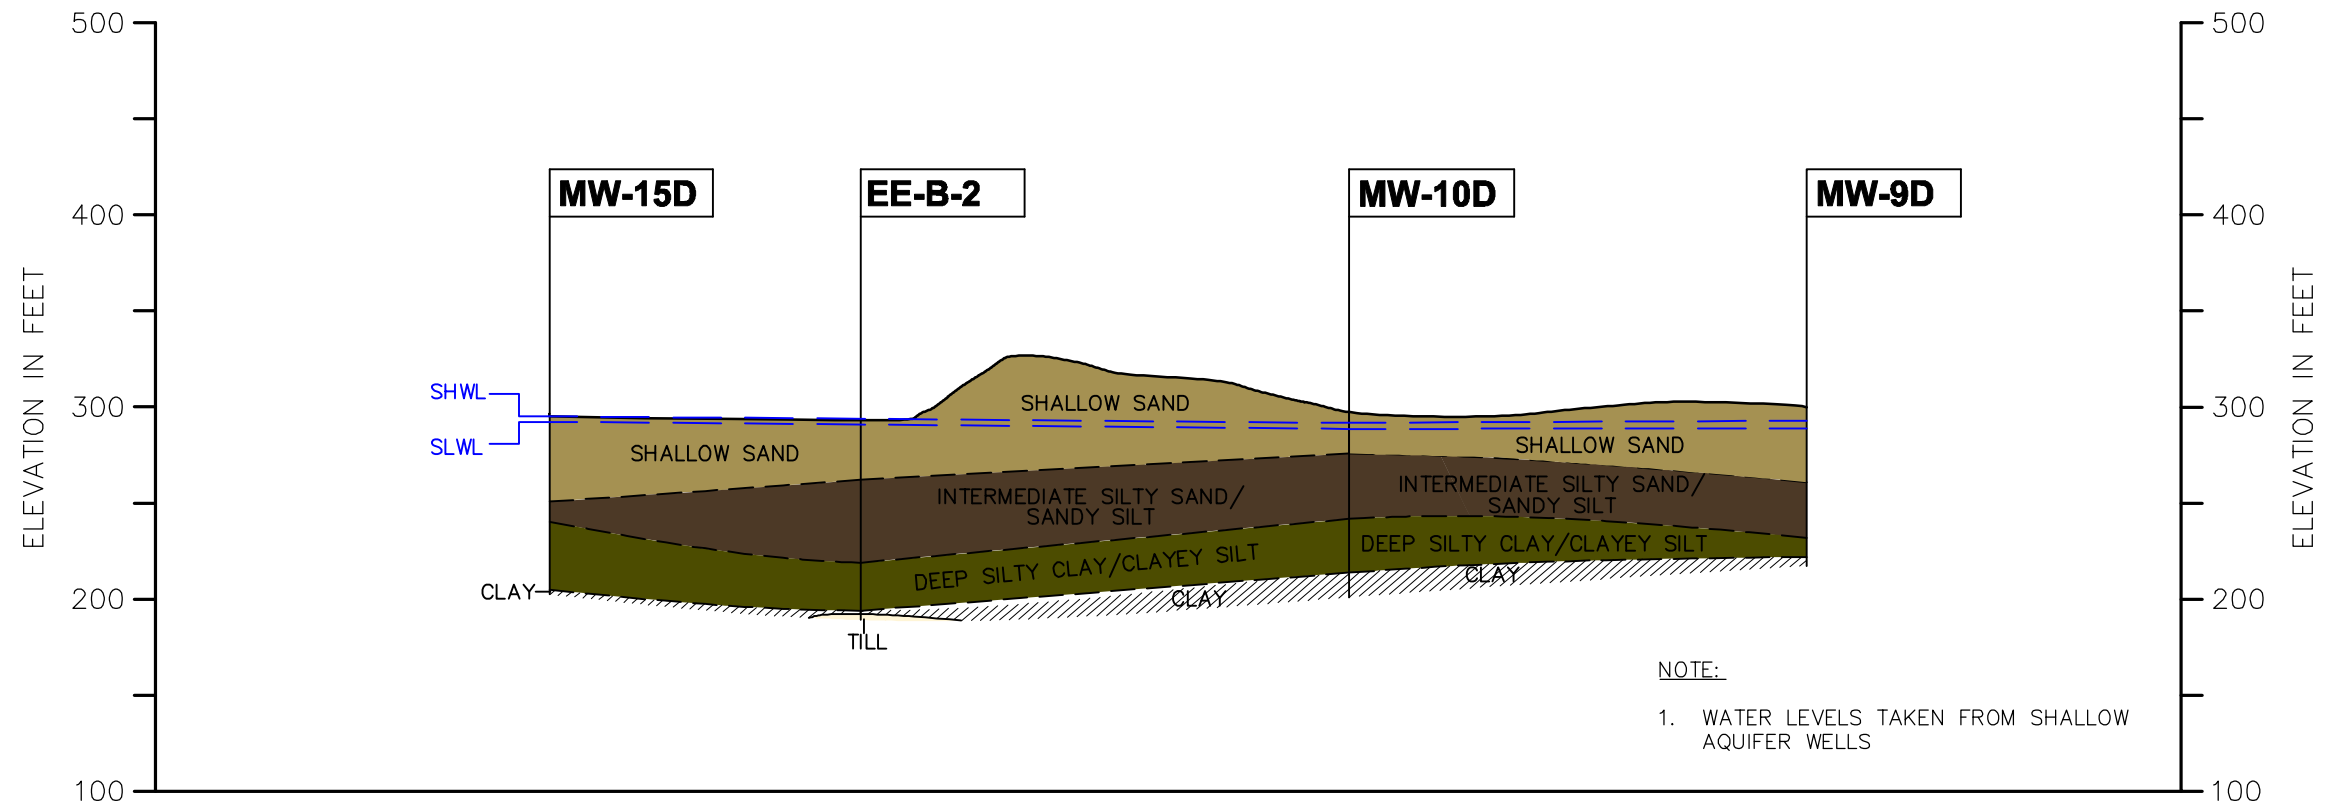 500
500
MW-15D
EE-B-2
MW-10D
MW-9D
400
400
ELEVATION IN FEET
ELEVATION IN FEET
SHWL
300
300
SHALLOW SAND
SLWL
SHALLOW SAND
SHALLOW SAND
INTERMEDIATE SILTY SAND/
SANDY SILT
INTERMEDIATE SILTY SAND/
SANDY SILT
DEEP SILTY CLAY/CLAYEY SILT
DEEP SILTY CLAY/CLAYEY SILT
CLAY
CLAY
CLAY
200
200
TILL
NOTE:
1. WATER LEVELS TAKEN FROM SHALLOW
AQUIFER WELLS
100
100